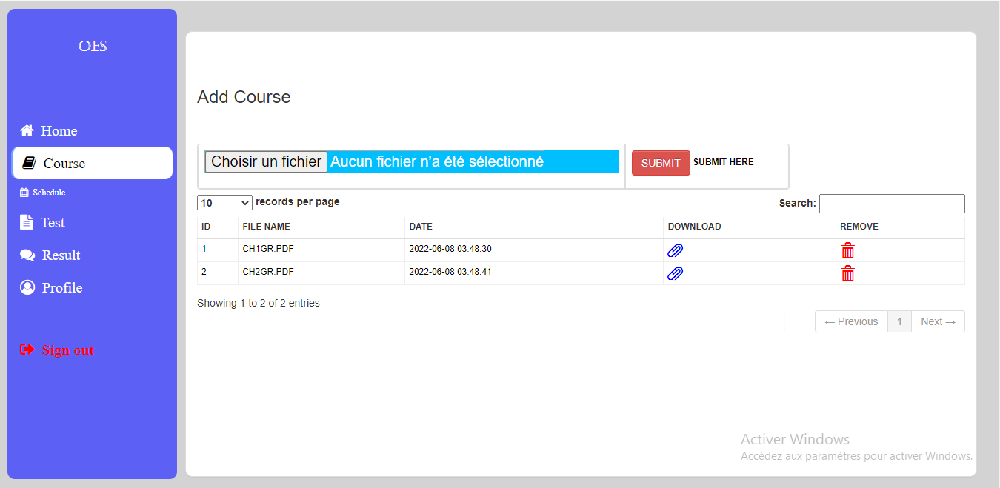 OES
Home
Course
Schedule
Test
Result
Profile
Sign out
Add Course
Choisir un fichier Aucun fichier n'a été sélectionné SUBMIT SUBMIT HERE
10 records per page Search:
ID FILE NAME DATE DOWNLOAD REMOVE
1 CH1GR.PDF 2022-06-08 03:48:30
2 CH2GR.PDF 2022-06-08 03:48:41
Showing 1 to 2 of 2 entries
← Previous 1 Next →
Activer Windows
Accédez aux paramètres pour activer Windows.